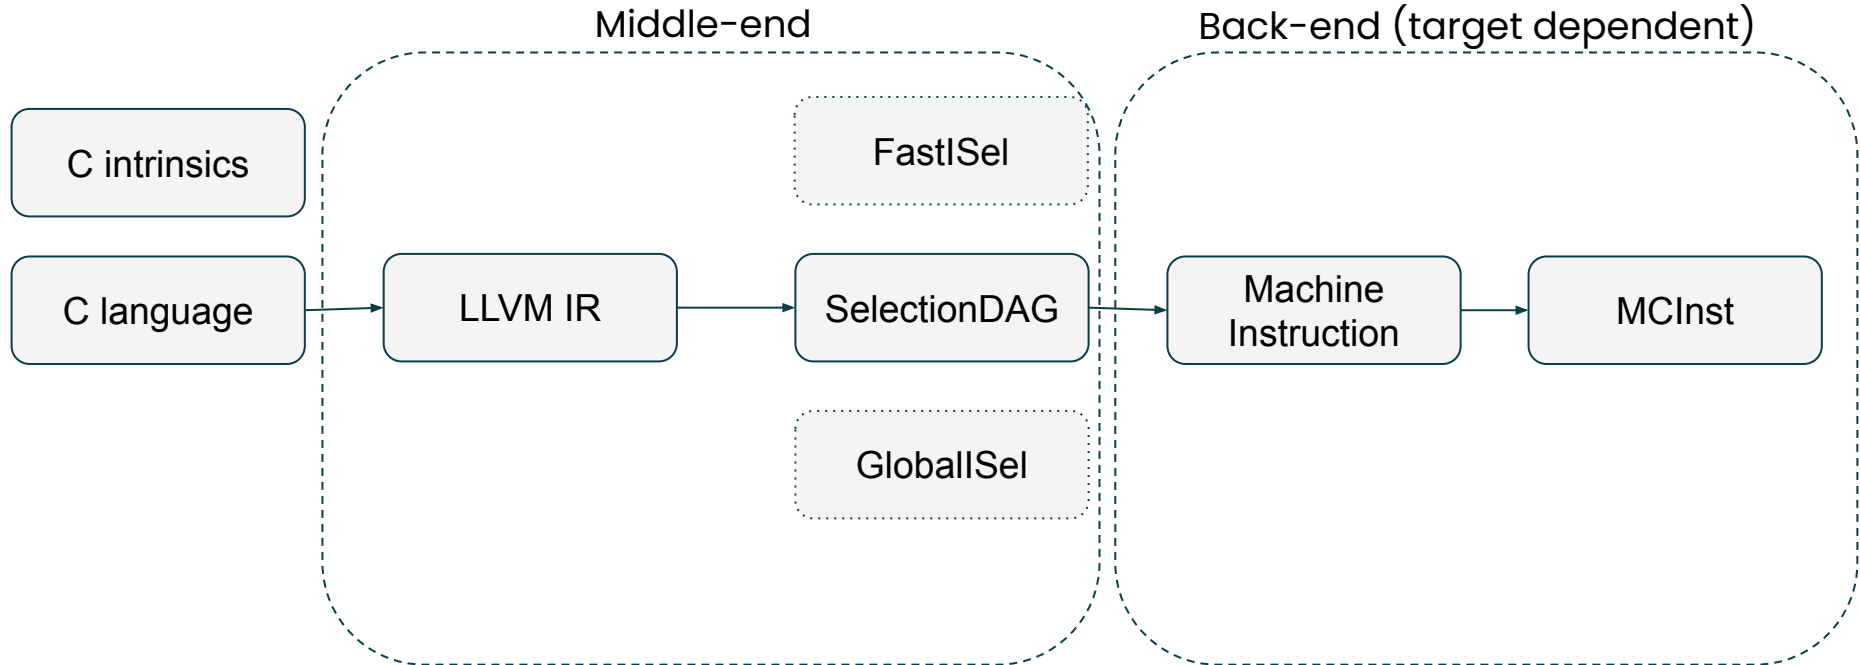 Middle-end
Back-end (target dependent)
C intrinsics
FastISel
C language
LLVM IR
SelectionDAG
Machine
Instruction
MCInst
GlobalISel